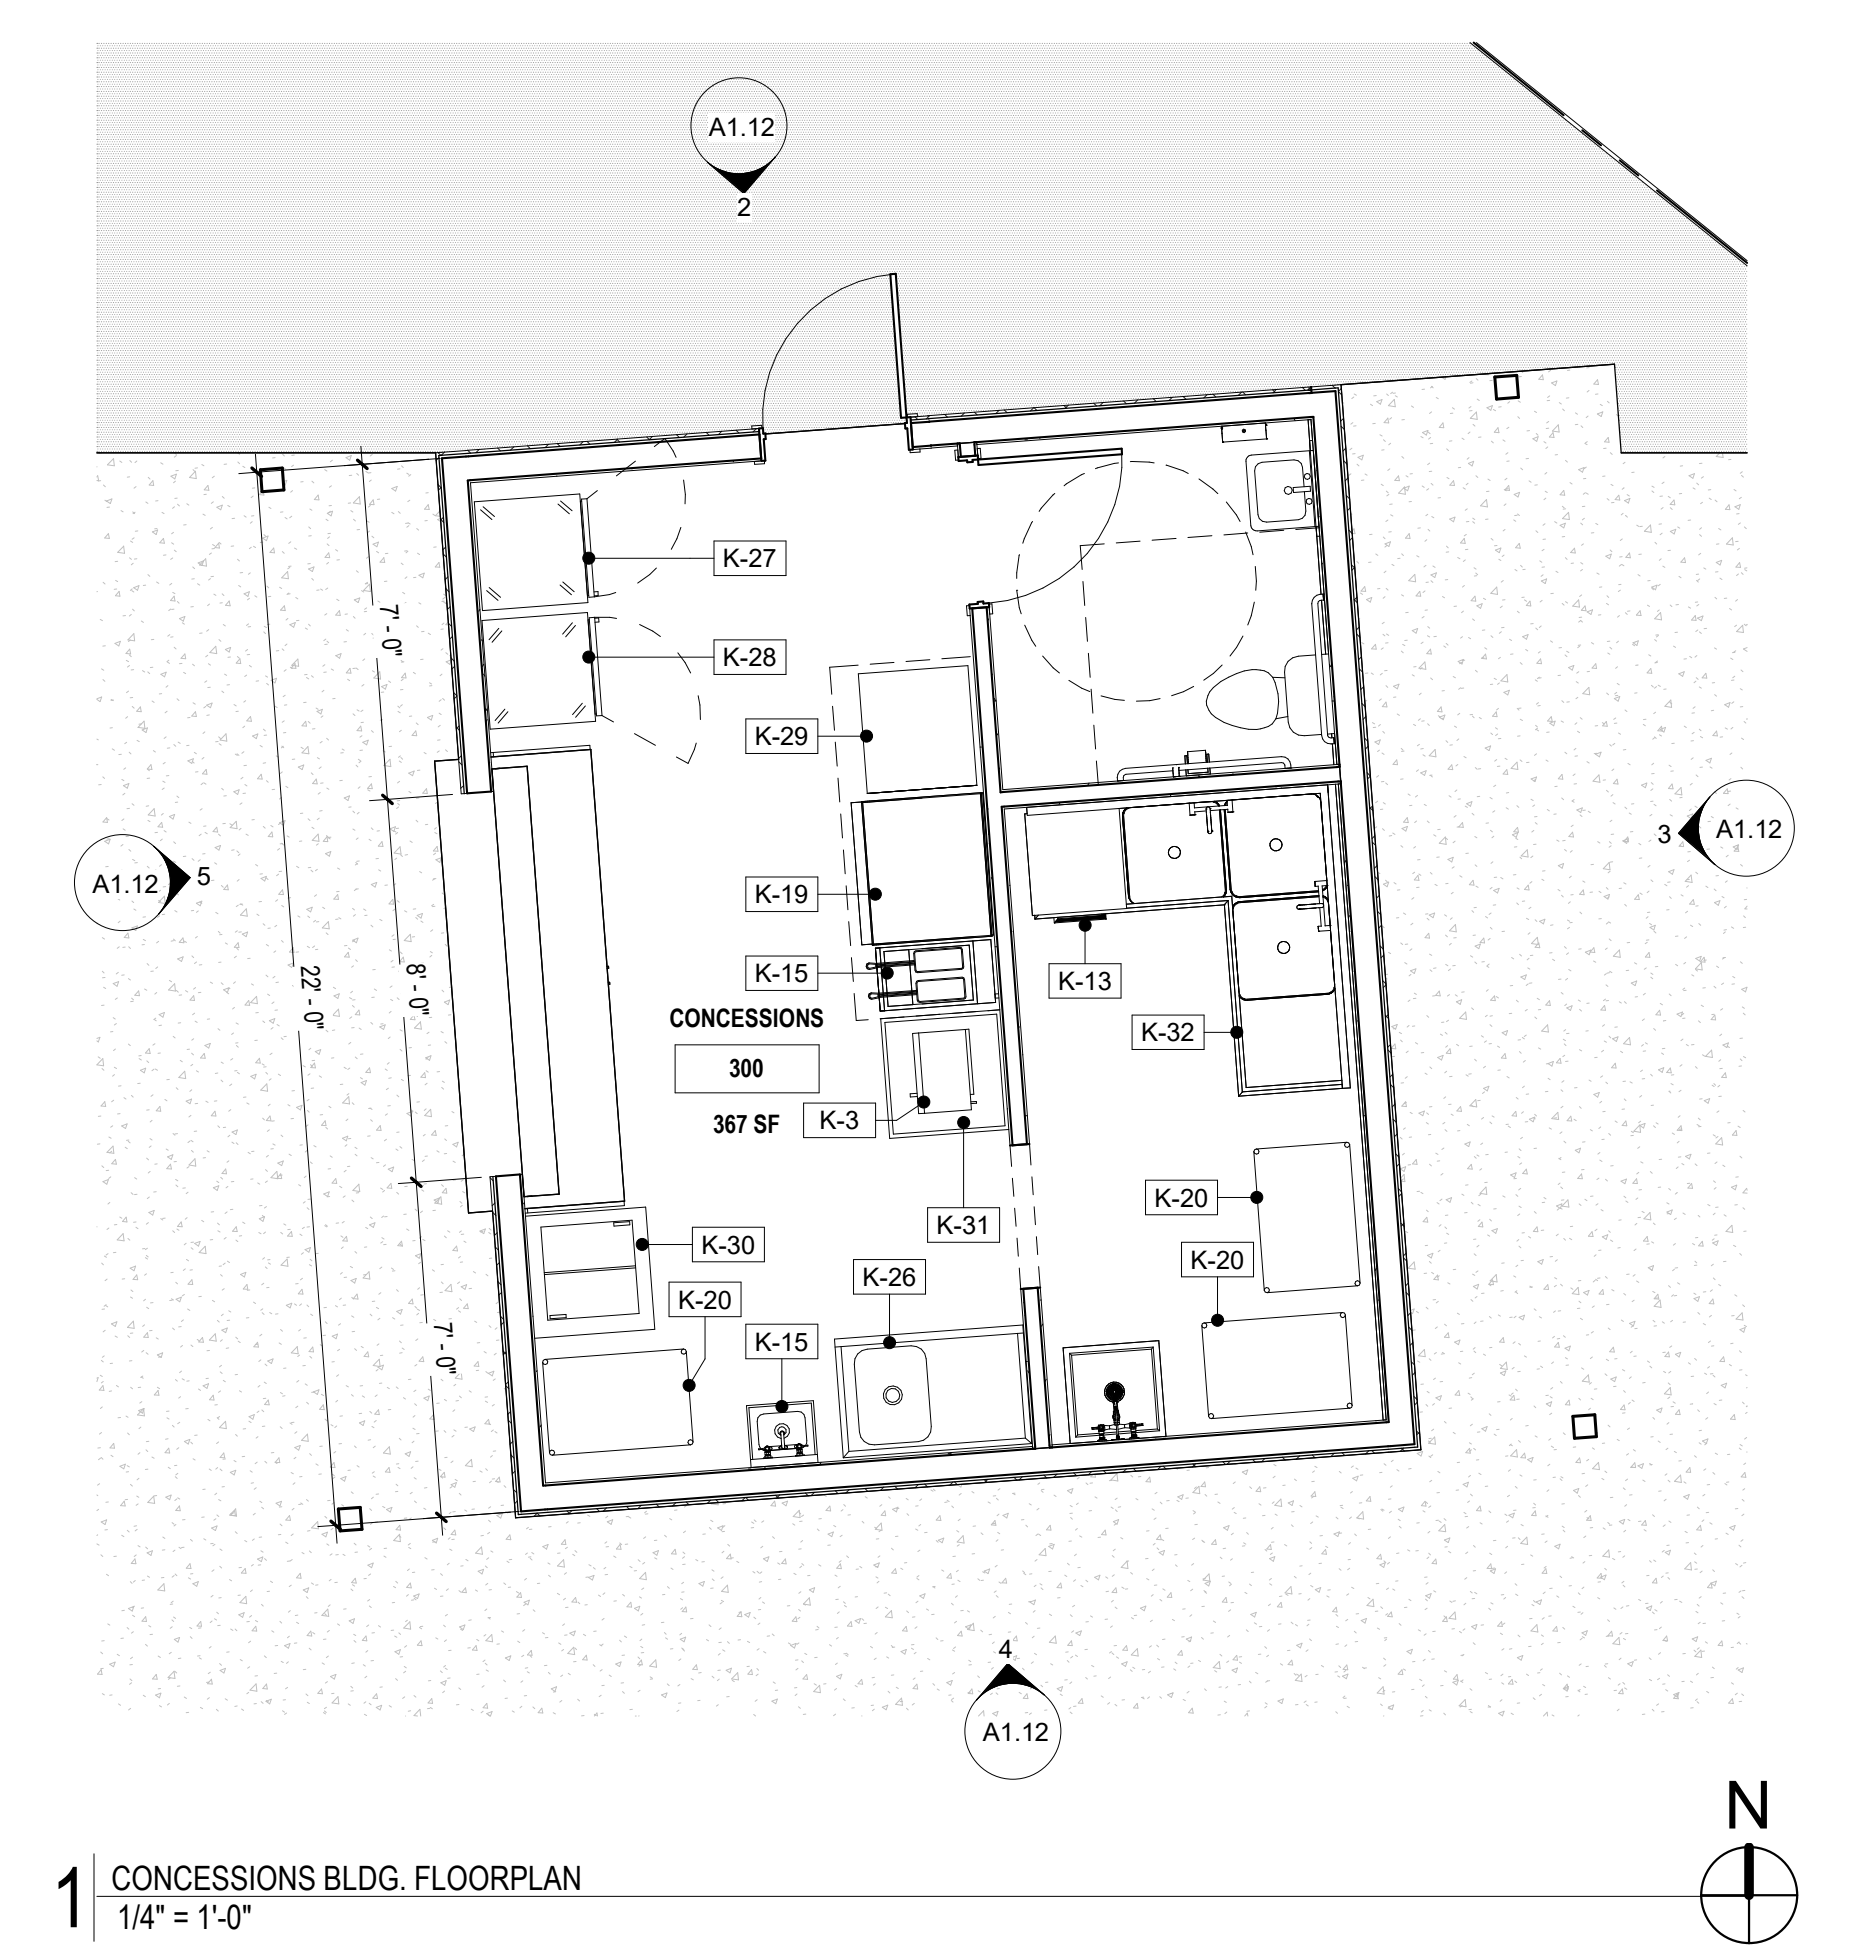 A1.12
2
K-27
K-28
7' - 0"
K-29
A1.12
5
3
A1.12
K-19
K-15
K-13
22' - 0"
8' - 0"
CONCESSIONS
300
367 SF
K-32
K-3
K-31
K-20
K-30
K-20
K-26
K-20
K-15
7' - 0"
4
A1.12
N
1
CONCESSIONS BLDG. FLOORPLAN
1/4" = 1'-0"